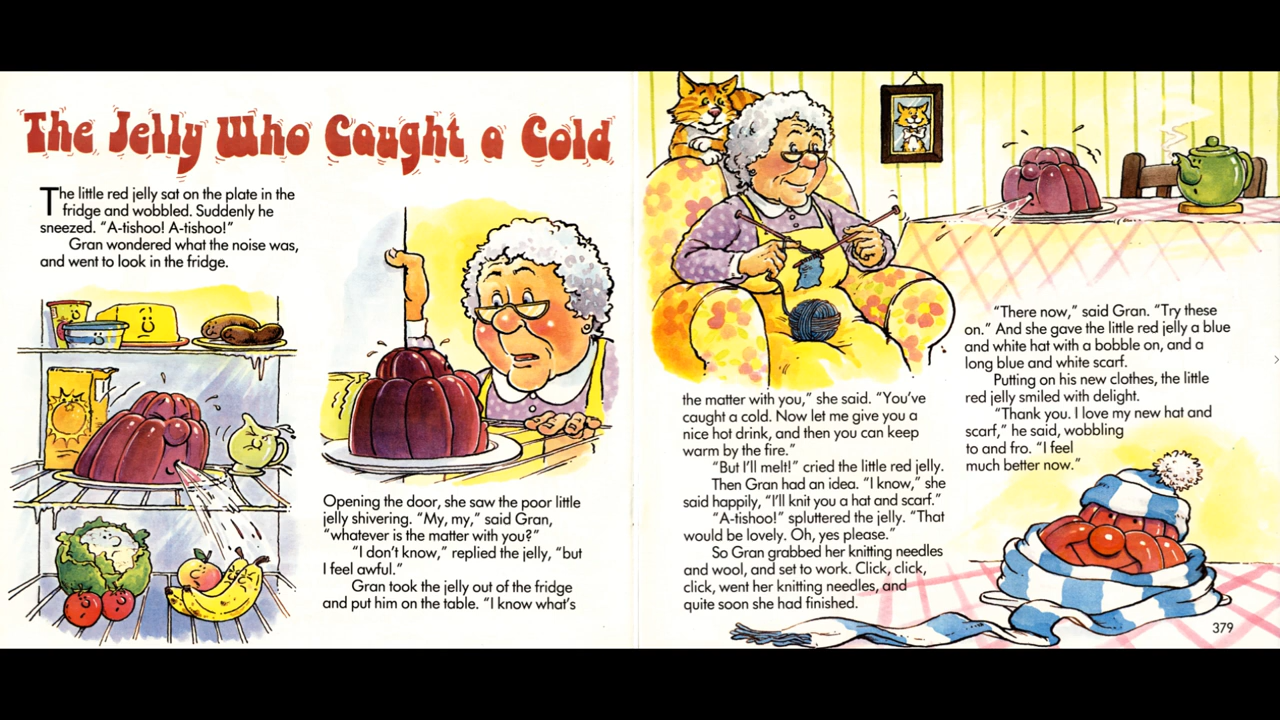 The Jelly Who Caught a Cold
The little red jelly sat on the plate in the
fridge and wobbled. Suddenly he
sneezed. “A-tishoo! A-tishoo!”
Gran wondered what the noise was,
and went to look in the fridge.
Opening the door, she saw the poor little
jelly shivering. “My, my,” said Gran,
“whatever is the matter with you?”
“I don’t know,” replied the jelly, “but
I feel awful.”
Gran took the jelly out of the fridge
and put him on the table. “I know what’s
the matter with you,” she said. “You’ve
caught a cold. Now let me give you a
nice hot drink, and then you can keep
warm by the fire.”
“But I’ll melt!” cried the little red jelly.
Then Gran had an idea. “I know,” she
said happily, “I’ll knit you a hat and scarf.”
“A-tishoo!” spluttered the jelly. “That
would be lovely. Oh, yes please.”
So Gran grabbed her knitting needles
and wool, and set to work. Click, click,
click, went her knitting needles, and
quite soon she had finished.
“There now,” said Gran. “Try these
on.” And she gave the little red jelly a blue
and white hat with a bobble on, and a
long blue and white scarf.
Putting on his new clothes, the little
red jelly smiled with delight.
“Thank you. I love my new hat and
scarf,” he said, wobbling
to and fro. “I feel
much better now.”
379